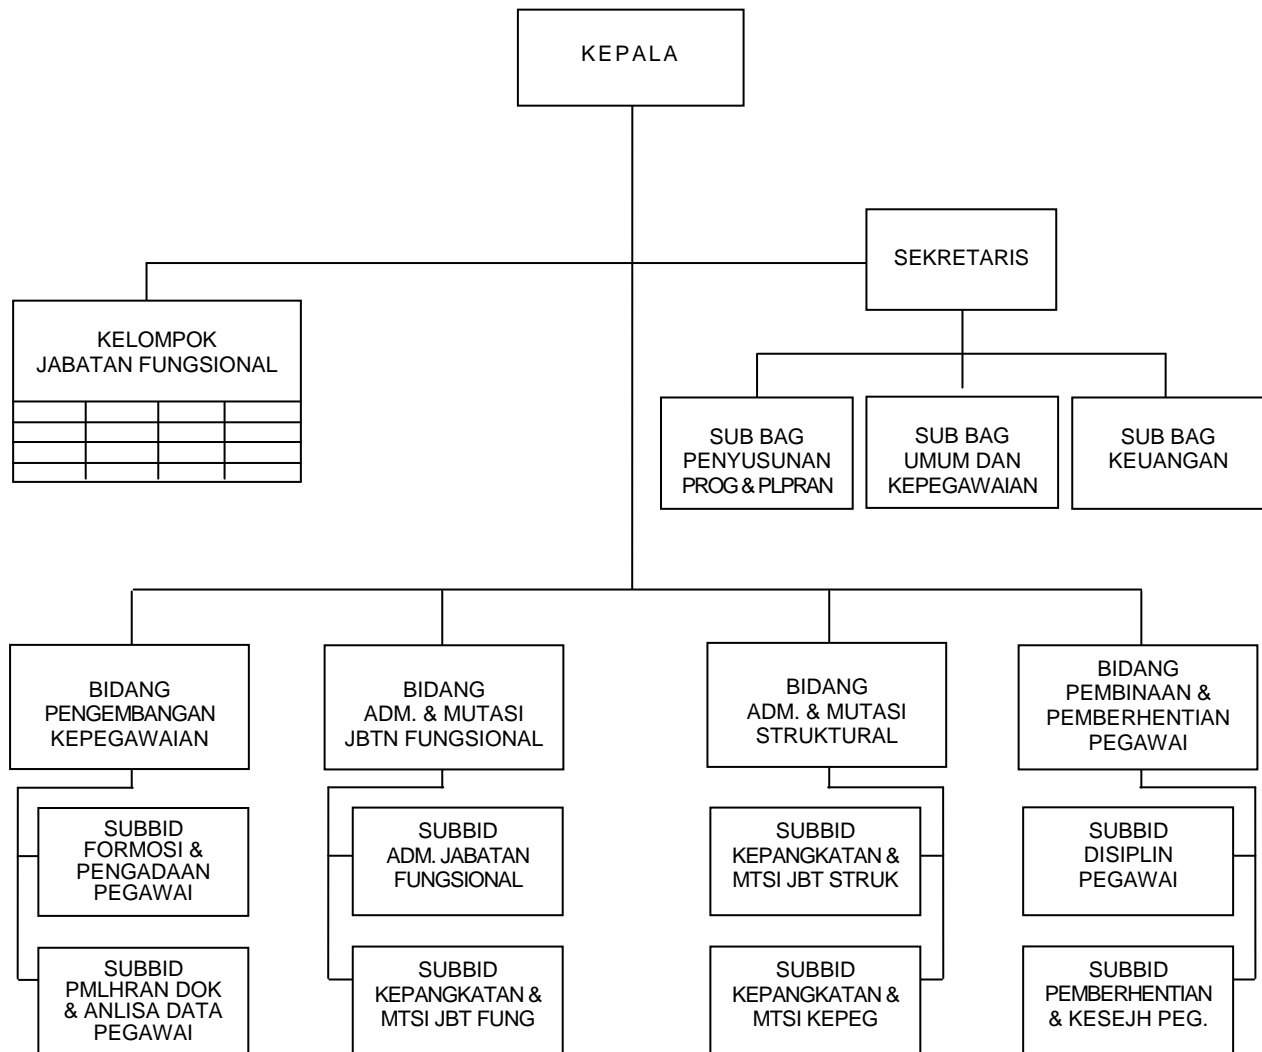 KEPALA
SEKRETARIS
KELOMPOK
JABATAN FUNGSIONAL
SUB BAG
PENYUSUNAN
PROG & PLPRAN
SUB BAG
UMUM DAN
KEPEGAWAIAN
SUB BAG
KEUANGAN
BIDANG
PENGEMBANGAN
KEPEGAWAIAN
BIDANG
ADM. & MUTASI
JBTN FUNGSIONAL
BIDANG
ADM. & MUTASI
STRUKTURAL
BIDANG
PEMBINAAN &
PEMBERHENTIAN
PEGAWAI
SUBBID
FORMOSI &
PENGADAAN
PEGAWAI
SUBBID
ADM. JABATAN
FUNGSIONAL
SUBBID
KEPANGKATAN &
MTSI JBT STRUK
SUBBID
DISIPLIN
PEGAWAI
SUBBID
PMLHRAN DOK
& ANLISA DATA
PEGAWAI
SUBBID
KEPANGKATAN &
MTSI JBT FUNG
SUBBID
KEPANGKATAN &
MTSI KEPEG
SUBBID
PEMBERHENTIAN
& KESEJH PEG.